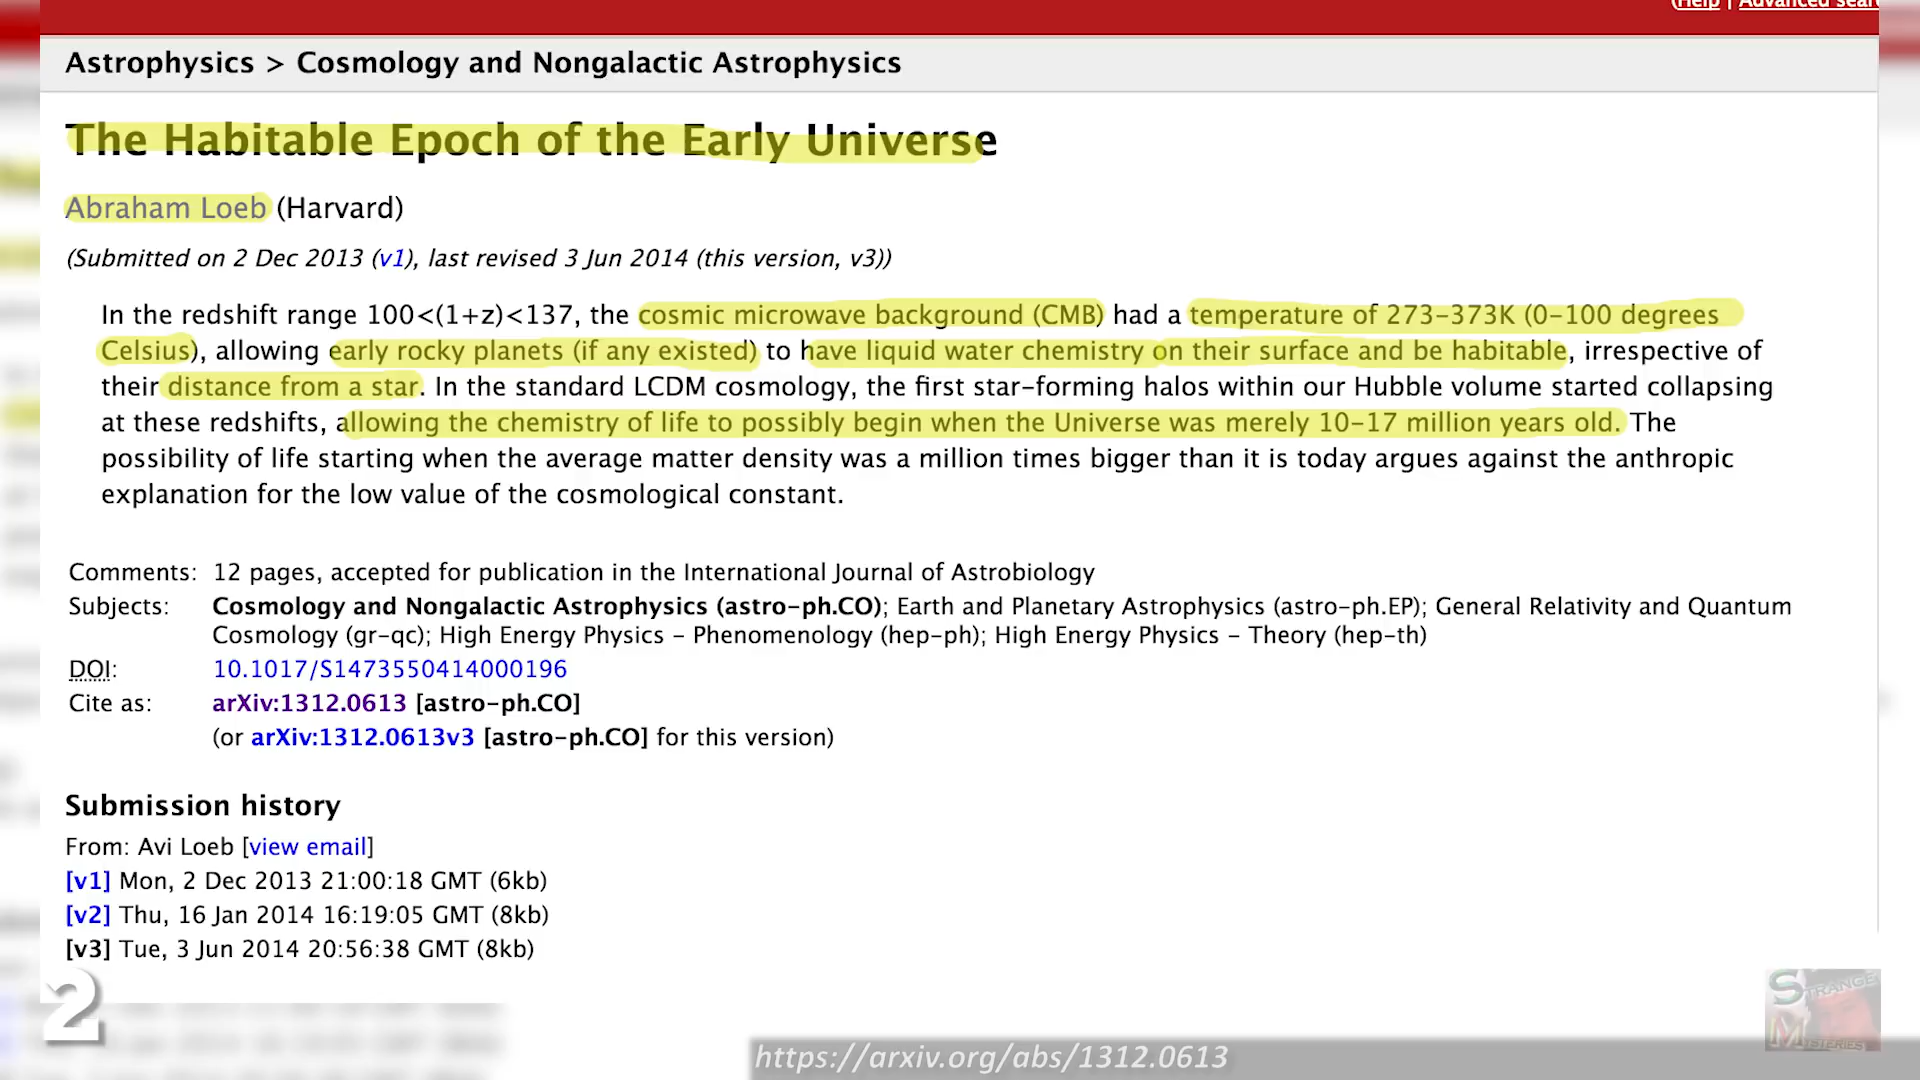 (Help | Advanced sear
Astrophysics > Cosmology and Nongalactic Astrophysics
The Habitable Epoch of the Early Universe
Abraham Loeb (Harvard)
(Submitted on 2 Dec 2013 (v1), last revised 3 Jun 2014 (this version, v3))
In the redshift range 100<(1+z)<137, the cosmic microwave background (CMB) had a temperature of 273-373K (0-100 degrees
Celsius), allowing early rocky planets (if any existed) to have liquid water chemistry on their surface and be habitable, irrespective of
their distance from a star. In the standard LCDM cosmology, the first star-forming halos within our Hubble volume started collapsing
at these redshifts, allowing the chemistry of life to possibly begin when the Universe was merely 10-17 million years old. The
possibility of life starting when the average matter density was a million times bigger than it is today argues against the anthropic
explanation for the low value of the cosmological constant.
Comments: 12 pages, accepted for publication in the International Journal of Astrobiology
Subjects: Cosmology and Nongalactic Astrophysics (astro-ph.CO); Earth and Planetary Astrophysics (astro-ph.EP); General Relativity and Quantum
Cosmology (gr-qc); High Energy Physics - Phenomenology (hep-ph); High Energy Physics - Theory (hep-th)
DOI: 10.1017/S1473550414000196
Cite as: arXiv:1312.0613 [astro-ph.CO]
(or arXiv:1312.0613v3 [astro-ph.CO] for this version)
Submission history
From: Avi Loeb [view email]
[v1] Mon, 2 Dec 2013 21:00:18 GMT (6kb)
[v2] Thu, 16 Jan 2014 16:19:05 GMT (8kb)
[v3] Tue, 3 Jun 2014 20:56:38 GMT (8kb)
2
STRANGE
MYSTERIES
https://arxiv.org/abs/1312.0613